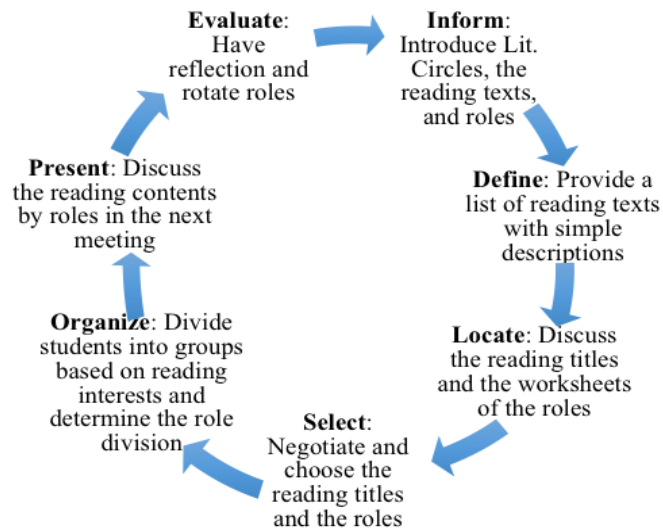 Inform:
Introduce Lit.
Circles, the
reading texts,
and roles
Define: Provide a
list of reading texts
with simple
descriptions
Locate: Discuss
the reading titles
and the worksheets
of the roles
Select:
Negotiate and
choose the
reading titles
and the roles
Organize: Divide
students into groups
based on reading
interests and
determine the role
division
Present: Discuss
the reading contents
by roles in the next
meeting
Evaluate:
Have
reflection and
rotate roles